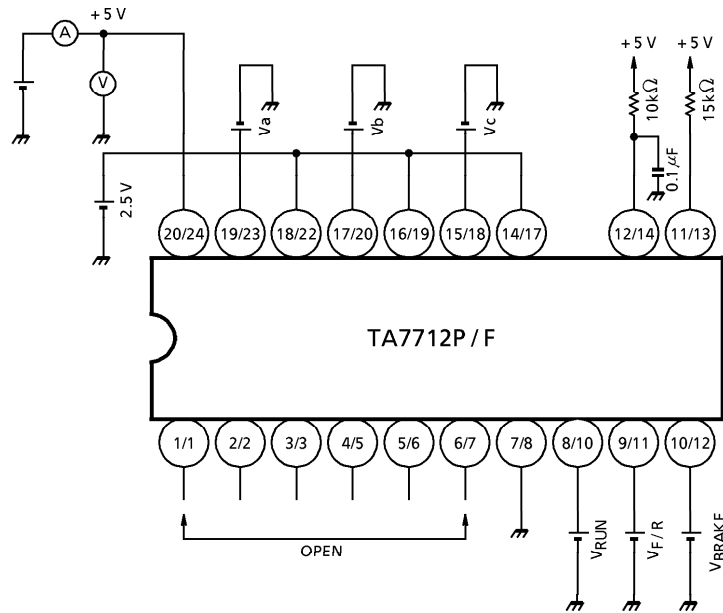 +5 V
A
V
Va
Vb
Vc
2.5 V
+5 V
+5 V
10kΩ
15kΩ
0.1 μF
20/24
19/23
18/22
17/20
16/19
15/18
14/17
12/14
11/13
TA7712P / F
1/1
2/2
3/3
4/5
5/6
6/7
7/8
8/10
9/11
10/12
OPEN
VRUN
VF / R
VBRAKE